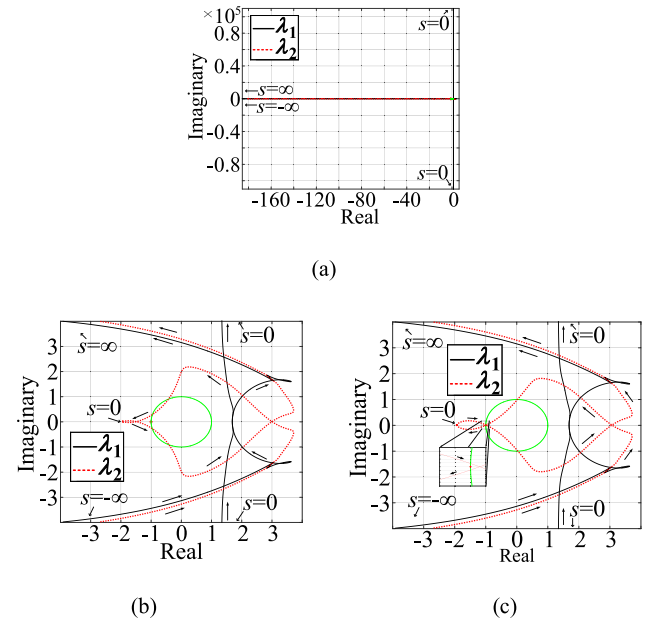 ×10⁵
λ₁
λ₂
s=0
0.8
0.4
s=∞
0
s=-∞
-0.4
-0.8
s=0
Imaginary
-160 -120 -80 -40 0
Real
(a)
s=∞
s=0
3
2
1
s=0
0
-1
λ₁
λ₂
-2
-3
s=-∞
s=0
Imaginary
-3 -2 -1 0 1 2 3
Real
(b)
s=∞
s=0
3
λ₁
λ₂
2
1
s=0
0
-1
-2
-3
s=-∞
s=0
Imaginary
-3 -2 -1 0 1 2 3
Real
(c)